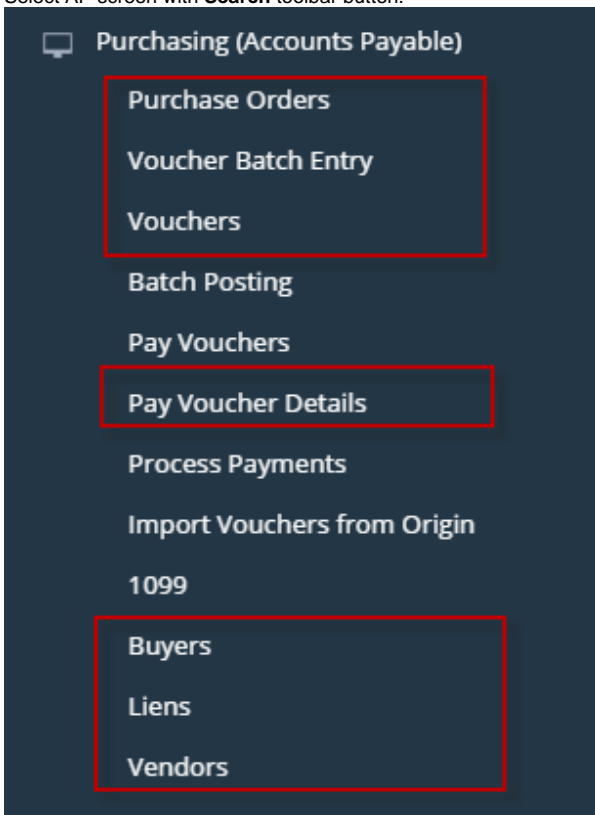 Select AP screen with Search toolbar button.
Purchasing (Accounts Payable)
Purchase Orders
Voucher Batch Entry
Vouchers
Batch Posting
Pay Vouchers
Pay Voucher Details
Process Payments
Import Vouchers from Origin
1099
Buyers
Liens
Vendors